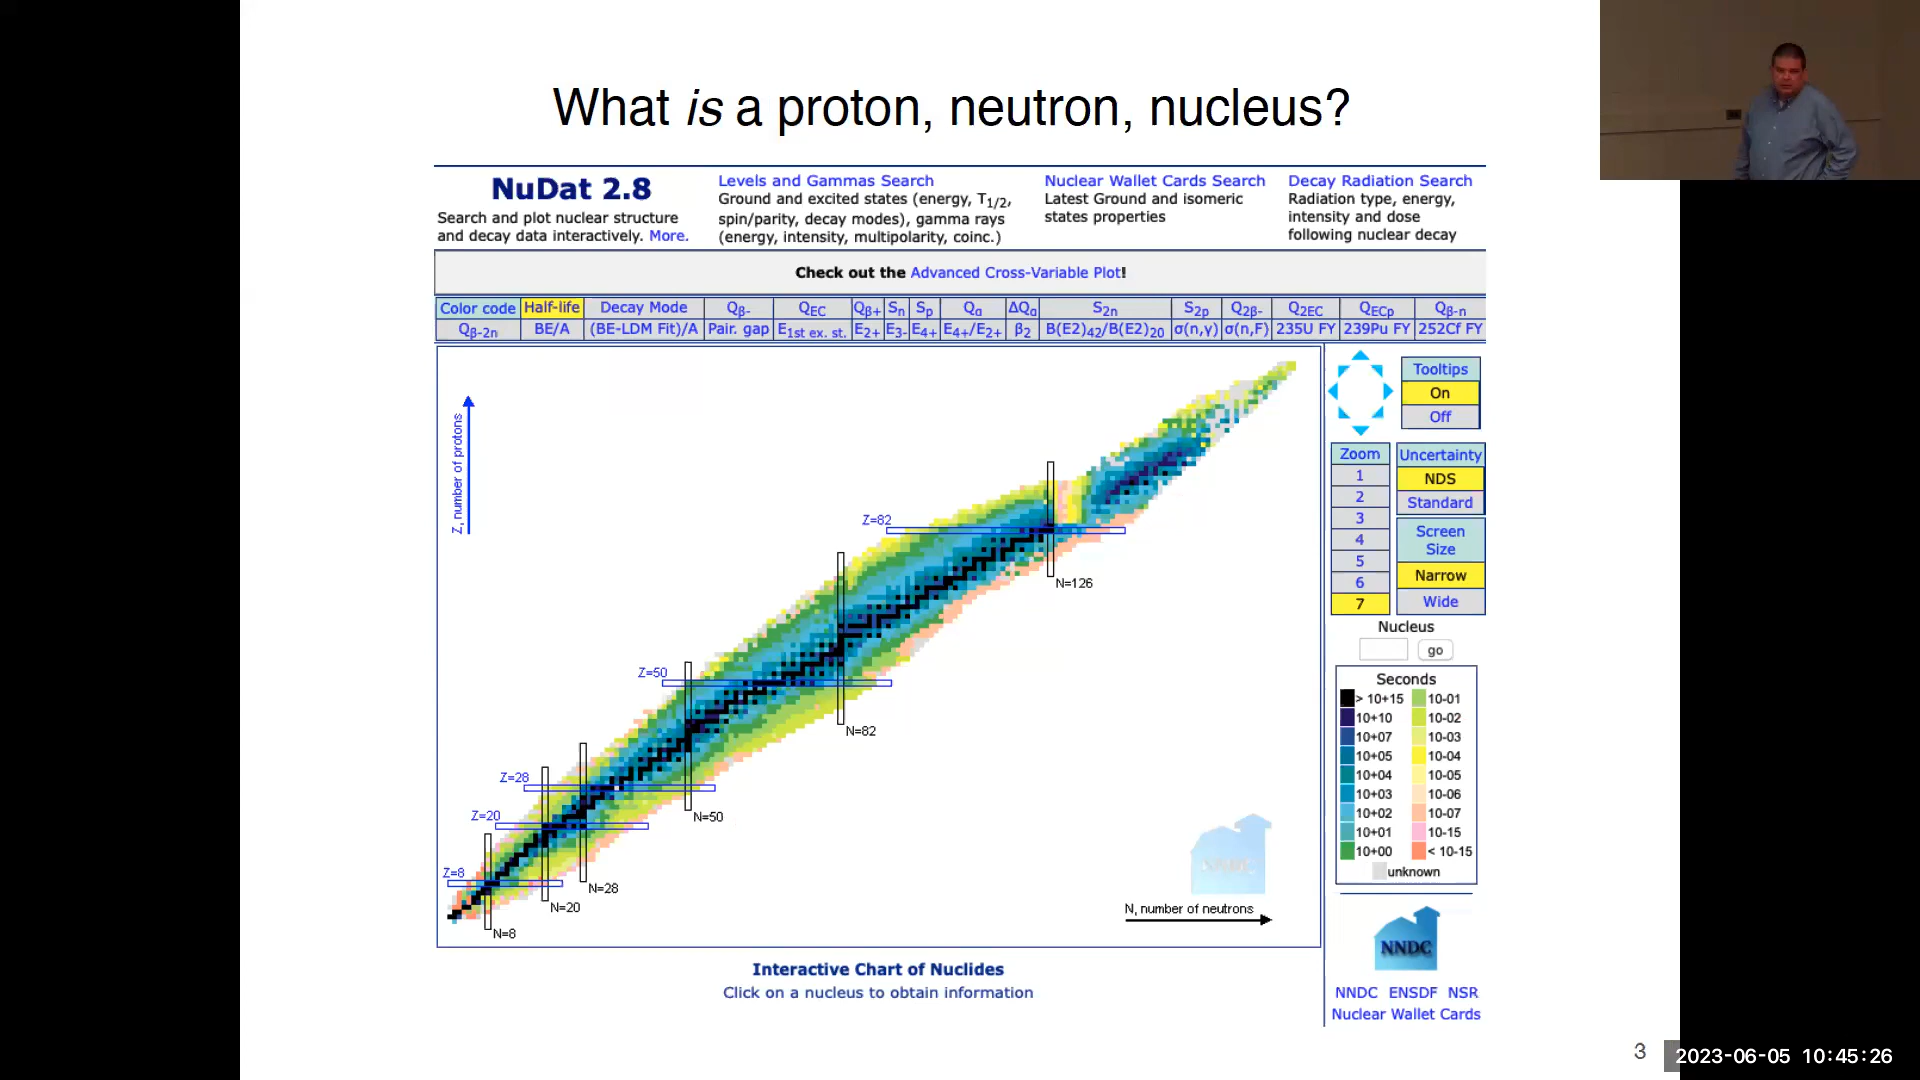 What is a proton, neutron, nucleus?
NuDat 2.8
Search and plot nuclear structure
and decay data interactively. More.
Levels and Gammas Search
Ground and excited states (energy, T1/2,
spin/parity, decay modes), gamma rays
(energy, intensity, multipolarity, coinc.)
Nuclear Wallet Cards Search
Latest Ground and isomeric
states properties
Decay Radiation Search
Radiation type, energy,
intensity and dose
following nuclear decay
Check out the Advanced Cross-Variable Plot!
Color code Half-life Decay Mode Qβ- QEC Qβ+ Sn Sp Qα ΔQα S2n S2p Q2β- Q2EC QECp Qβ-n
Qβ-2n BE/A (BE-LDM Fit)/A Pair. gap E1st ex. st. E2+ E3- E4+ E4+/E2+ β2 B(E2)42/B(E2)20 σ(n,γ) σ(n,F) 235U FY 239Pu FY 252Cf FY
Z, number of protons
Z=82
N=126
Z=50
N=82
Z=28
N=50
Z=20
N=28
Z=8
N=20
N=8
N, number of neutrons
NNDC
Interactive Chart of Nuclides
Click on a nucleus to obtain information
Tooltips
On
Off
Zoom
1
2
3
4
5
6
7
Uncertainty
NDS
Standard
Screen
Size
Narrow
Wide
Nucleus
go
Seconds
> 10+15 10-01
10+10 10-02
10+07 10-03
10+05 10-04
10+04 10-05
10+03 10-06
10+02 10-07
10+01 10-15
10+00 < 10-15
unknown
NNDC
NNDC ENSDF NSR
Nuclear Wallet Cards
3
2023-06-05 10:45:26